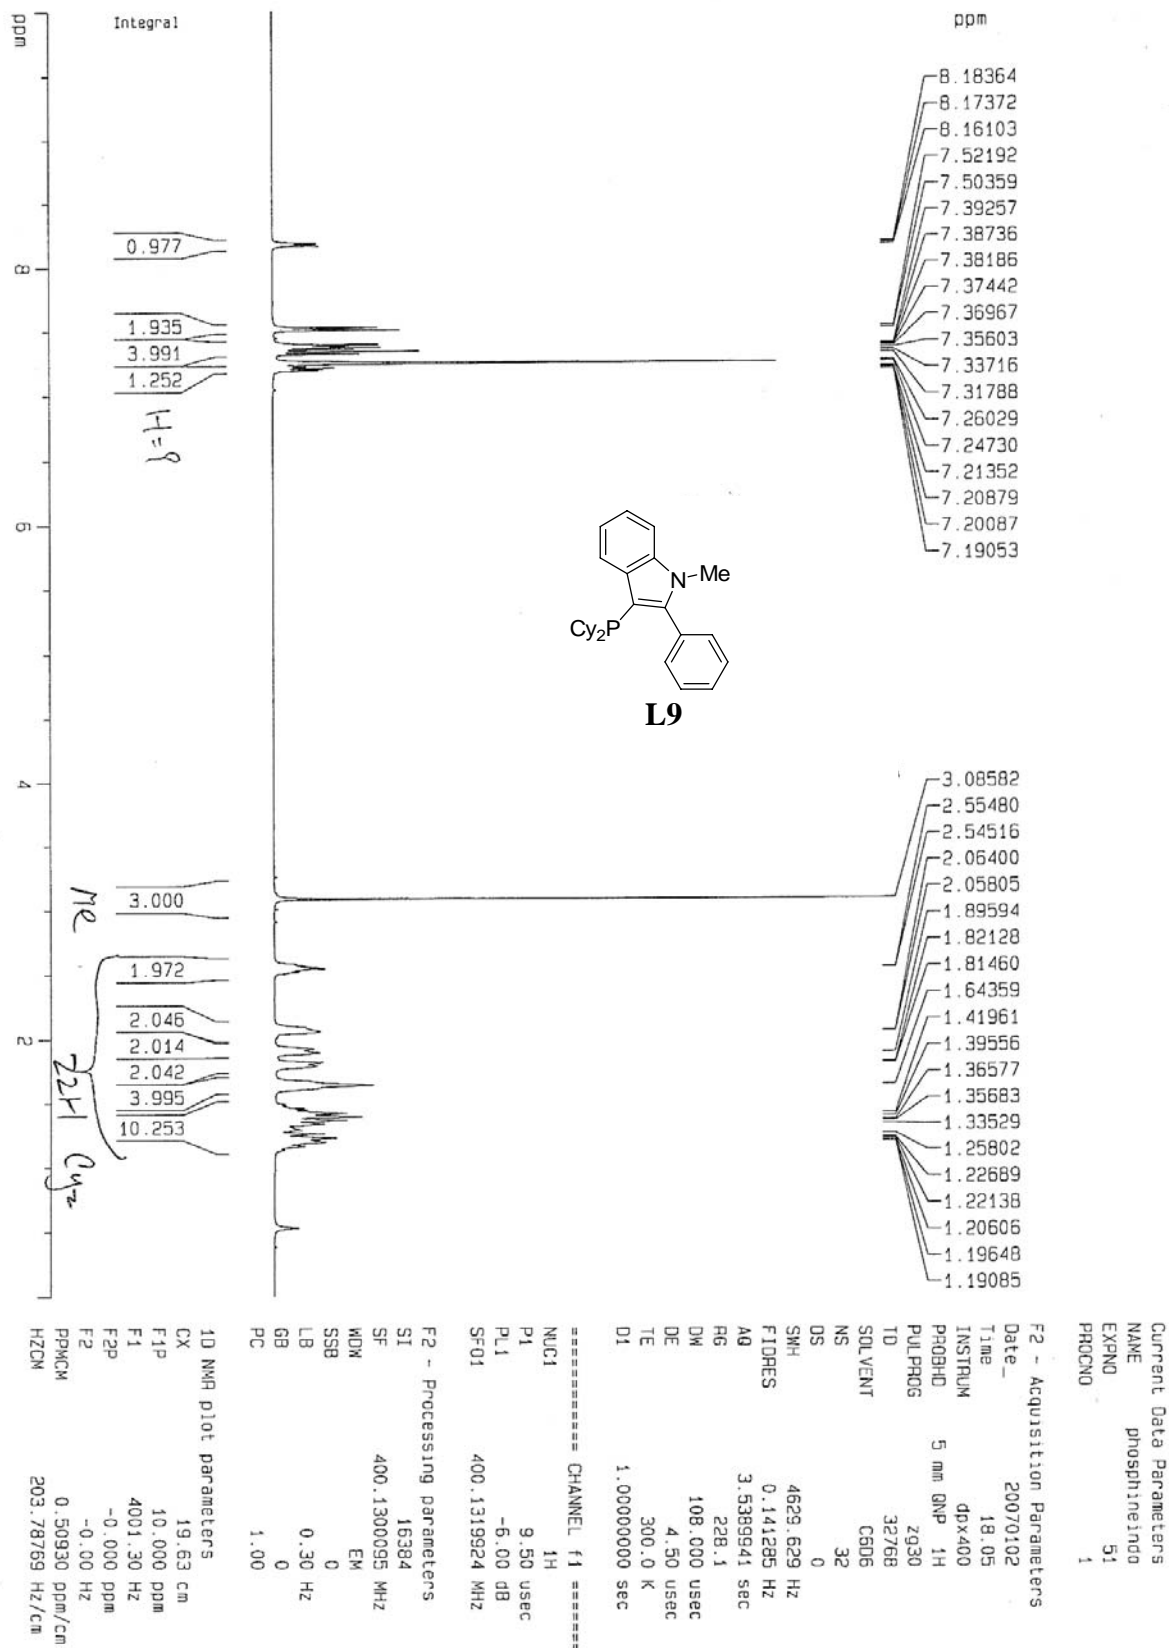 Current Data Parameters
NAME phosphineindo
EXPNO 51
PROCNO 1
F2 - Acquisition Parameters
Date_ 20070102
Time 18.05
INSTRUM dpx400
PROBHD 5 mm QNP 1H
PULPROG zg30
TD 32768
SOLVENT C6D6
NS 32
DS 0
SWH 4629.629 Hz
FIDRES 0.141285 Hz
AQ 3.5389941 sec
RG 228.1
DW 108.000 usec
DE 4.50 usec
TE 300.0 K
D1 1.00000000 sec
======== CHANNEL f1 ========
NUC1 1H
P1 9.50 usec
PL1 -6.00 dB
SFO1 400.1319924 MHz
F2 - Processing parameters
SI 16384
SF 400.1300095 MHz
WDW EM
SSB 0
LB 0.30 Hz
GB 0
PC 1.00
1D NMR plot parameters
CX 19.63 cm
F1P 10.000 ppm
F1 4001.30 Hz
F2P -0.000 ppm
F2 -0.00 Hz
PPMCM 0.50930 ppm/cm
HZCM 203.78769 Hz/cm
ppm
8.18364
8.17372
8.16103
7.52192
7.50359
7.39257
7.38736
7.38186
7.37442
7.36967
7.35603
7.33716
7.31788
7.26029
7.24730
7.21352
7.20879
7.20087
7.19053
3.08582
2.55480
2.54516
2.06400
2.05805
1.89594
1.82128
1.81460
1.64359
1.41961
1.39556
1.36577
1.35683
1.33529
1.25802
1.22689
1.22138
1.20606
1.19648
1.19085
N Me
Cy2P
L9
Integral
0.977
1.935
3.991
1.252
3.000
1.972
2.046
2.014
2.042
3.995
10.253
H=9
Me
22H Cy2
ppm
8
6
4
2